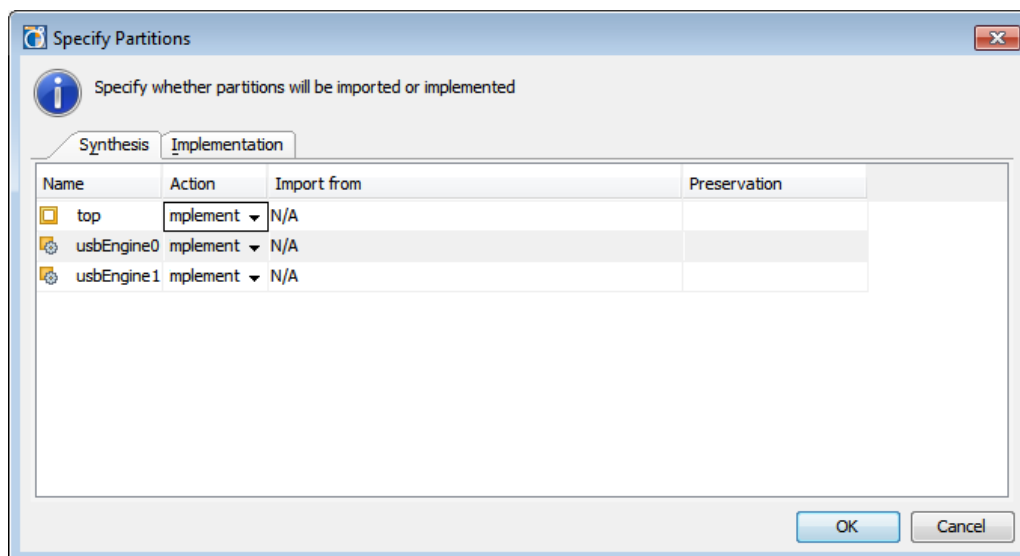 Specify Partitions
Specify whether partitions will be imported or implemented
Synthesis Implementation
Name Action Import from Preservation
top mplement N/A
usbEngine0 mplement N/A
usbEngine1 mplement N/A
OK Cancel